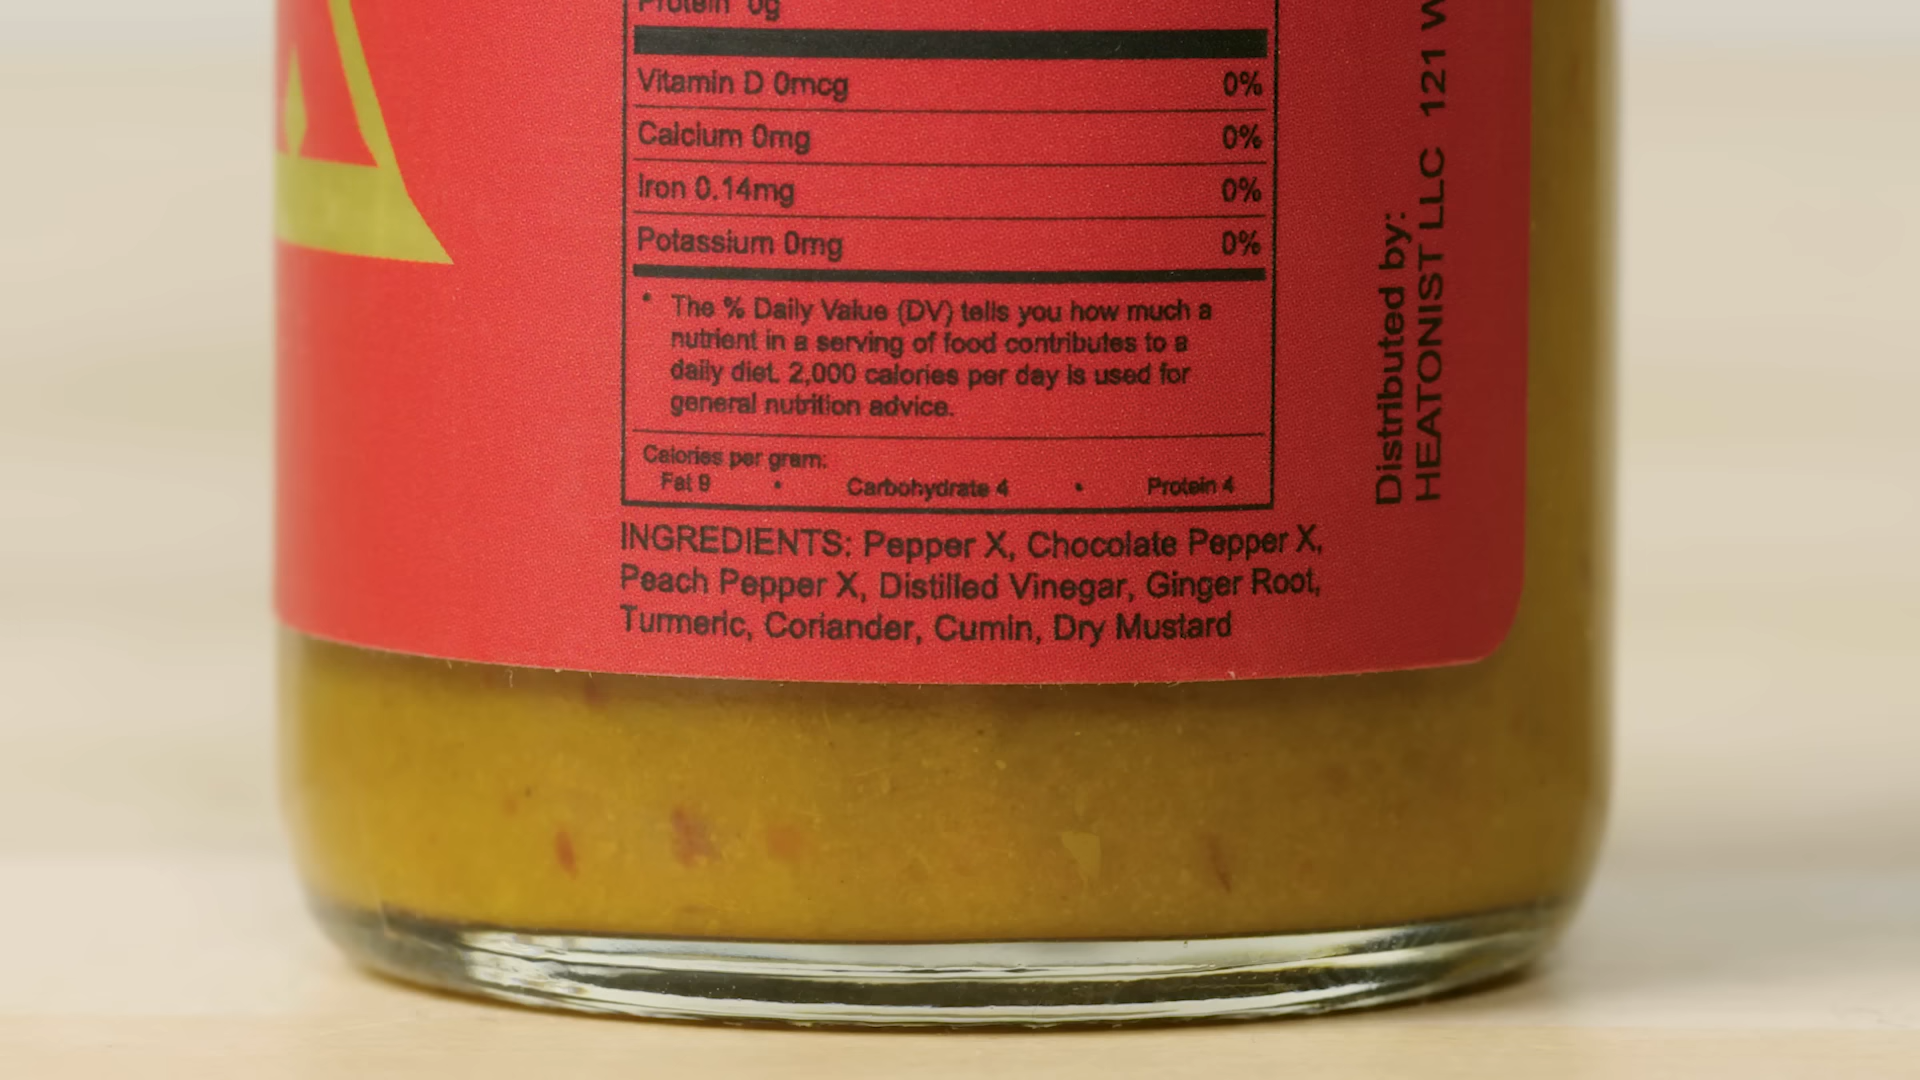 Protein 0g
Vitamin D 0mcg 0%
Calcium 0mg 0%
Iron 0.14mg 0%
Potassium 0mg 0%
* The % Daily Value (DV) tells you how much a
nutrient in a serving of food contributes to a
daily diet. 2,000 calories per day is used for
general nutrition advice.
Calories per gram:
Fat 9 • Carbohydrate 4 • Protein 4
INGREDIENTS: Pepper X, Chocolate Pepper X,
Peach Pepper X, Distilled Vinegar, Ginger Root,
Turmeric, Coriander, Cumin, Dry Mustard
Distributed by:
HEATONIST LLC 121 W